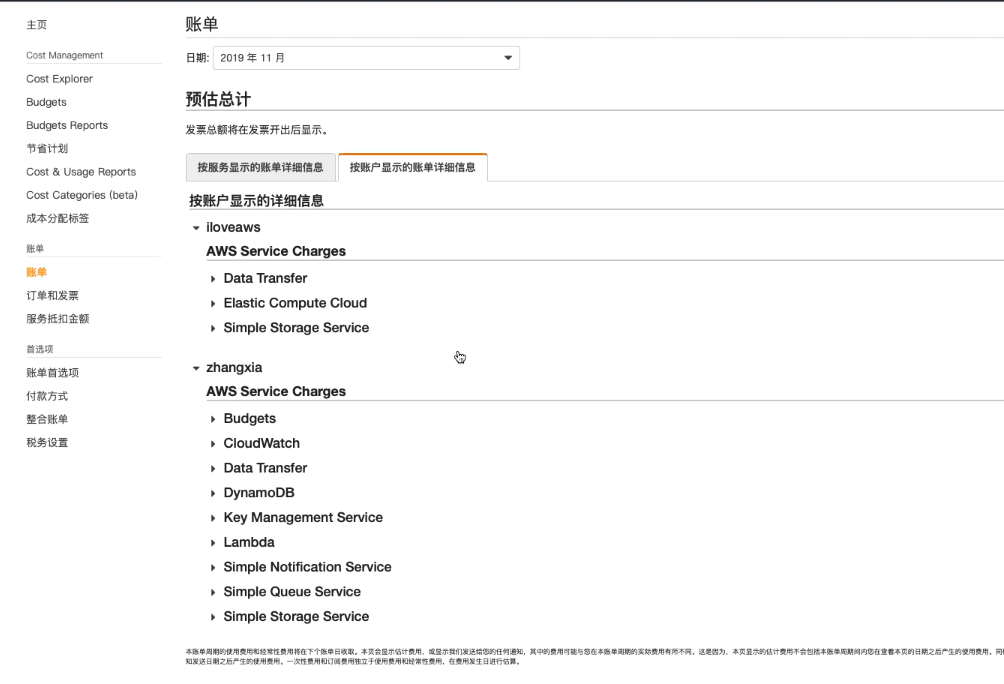 主页
Cost Management
Cost Explorer
Budgets
Budgets Reports
节省计划
Cost & Usage Reports
Cost Categories (beta)
成本分配标签
账单
账单
订单和发票
服务抵扣金额
首选项
账单首选项
付款方式
整合账单
税务设置
账单
日期: 2019 年 11 月
预估总计
发票总额将在发票开出后显示。
按服务显示的账单详细信息 按账户显示的账单详细信息
按账户显示的详细信息
iloveaws
AWS Service Charges
Data Transfer
Elastic Compute Cloud
Simple Storage Service
zhangxia
AWS Service Charges
Budgets
CloudWatch
Data Transfer
DynamoDB
Key Management Service
Lambda
Simple Notification Service
Simple Queue Service
Simple Storage Service
本账单周期的使用费用和经常性费用将在下个账单日收取。本页会显示估计费用、或显示我们发送给您的任何通知，其中的费用可能与您在本账单周期的实际费用有所不同。这是因为，本页显示的估计费用不会包括本账单周期间内您在查看本页的日期之后产生的使用费用。同
知发送日期之后产生的使用费用。一次性费用和订阅费用独立于使用费用和经常性费用，在费用发生日进行估算。